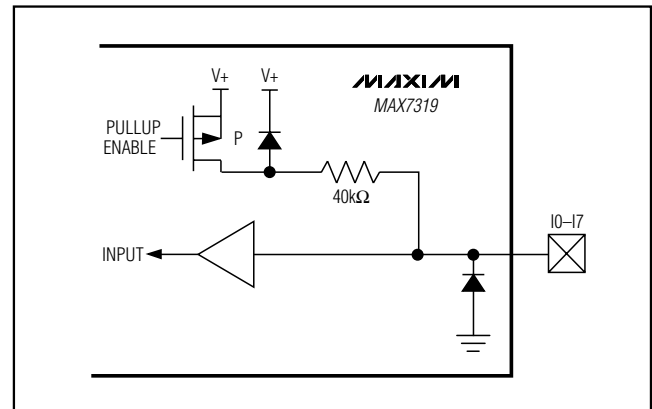 V+ V+
MAXIM
MAX7319
PULLUP
ENABLE
P
40kΩ
I0–I7
INPUT